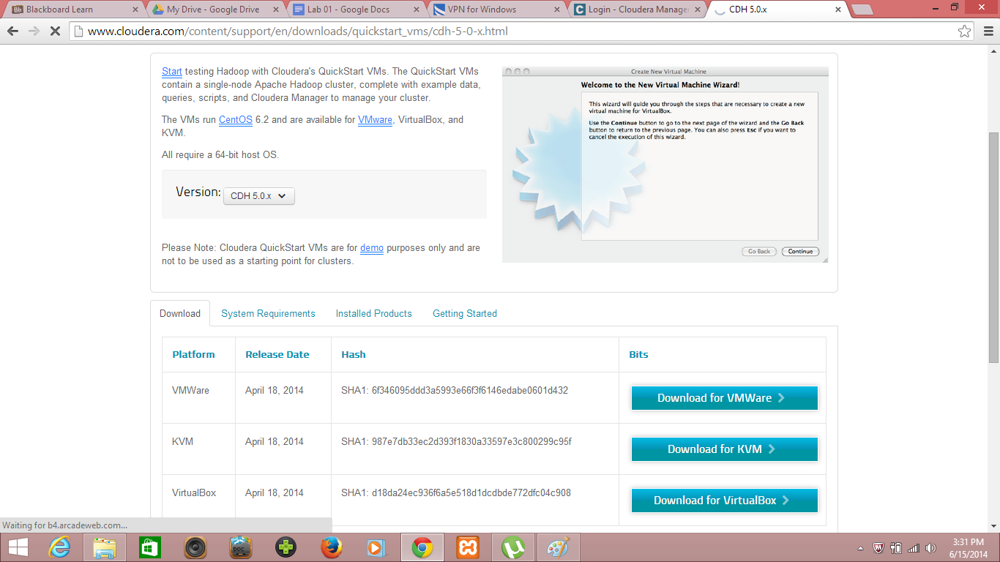 Blackboard Learn
My Drive - Google Drive
Lab 01 - Google Docs
VPN for Windows
Login - Cloudera Manage
CDH 5.0.x
www.cloudera.com/content/support/en/downloads/quickstart_vms/cdh-5-0-x.html
Start testing Hadoop with Cloudera's QuickStart VMs. The QuickStart VMs
contain a single-node Apache Hadoop cluster, complete with example data,
queries, scripts, and Cloudera Manager to manage your cluster.
The VMs run CentOS 6.2 and are available for VMware, VirtualBox, and
KVM.
All require a 64-bit host OS.
Version: CDH 5.0.x
Please Note: Cloudera QuickStart VMs are for demo purposes only and are
not to be used as a starting point for clusters.
Create New Virtual Machine
Welcome to the New Virtual Machine Wizard!
This wizard will guide you through the steps that are necessary to create a new
virtual machine for VirtualBox.
Use the Continue button to go to the next page of the wizard and the Go Back
button to return to the previous page. You can also press Esc if you want to
cancel the execution of this wizard.
Go Back
Continue
Download
System Requirements
Installed Products
Getting Started
Platform
Release Date
Hash
Bits
VMWare
April 18, 2014
SHA1: 6f346095ddd3a5993e66f3f6146edabe0601d432
Download for VMWare
KVM
April 18, 2014
SHA1: 987e7db33ec2d393f1830a33597e3c800299c95f
Download for KVM
VirtualBox
April 18, 2014
SHA1: d18da24ec936f6a5e518d1dcdbde772dfc04c908
Download for VirtualBox
Waiting for b4.arcadeweb.com...
DOC
3:31 PM
6/15/2014